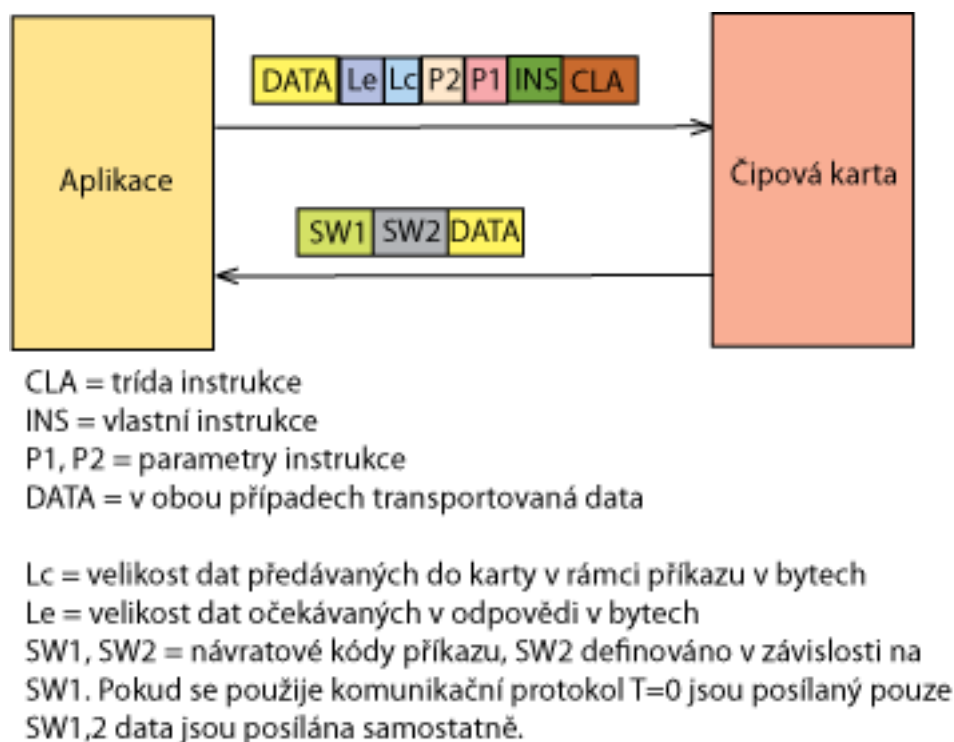 DATA Le Lc P2 P1 INS CLA
Aplikace
Čipová karta
SW1 SW2 DATA
CLA = trída instrukce
INS = vlastní instrukce
P1, P2 = parametry instrukce
DATA = v obou případech transportovaná data
Lc = velikost dat předávaných do karty v rámci příkazu v bytech
Le = velikost dat očekávaných v odpovědi v bytech
SW1, SW2 = návratové kódy příkazu, SW2 definováno v závislosti na
SW1. Pokud se použije komunikační protokol T=0 jsou posílaný pouze
SW1,2 data jsou posílána samostatně.